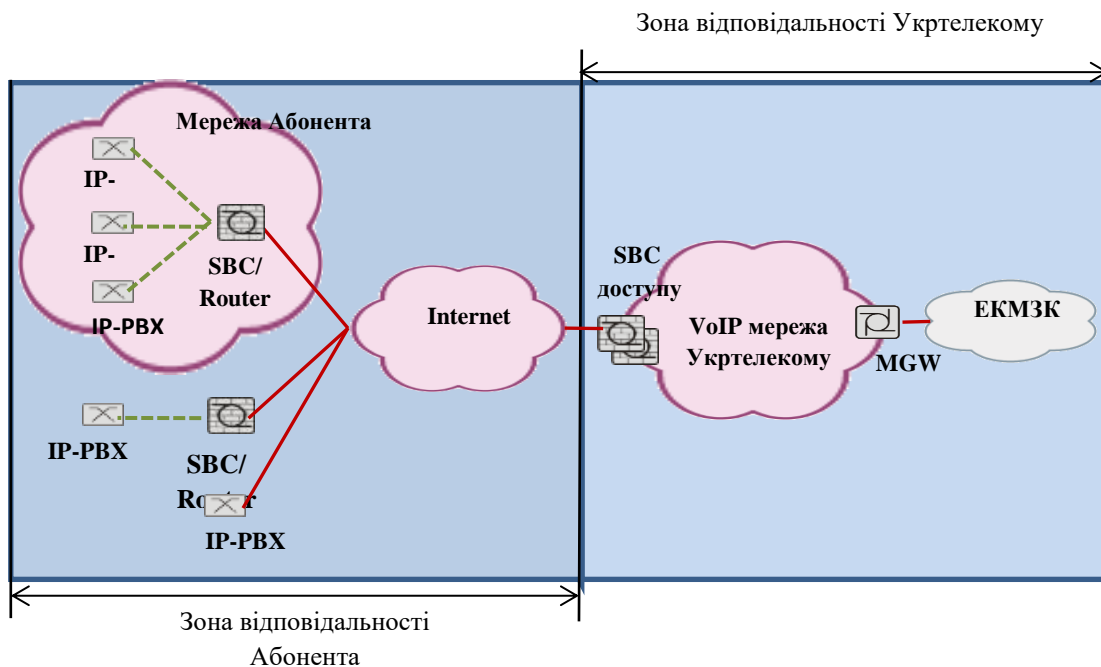 Зона відповідальності Укртелекому
Мережа Абонента
IP-
IP-
IP-PBX
SBC/
Router
Internet
SBC
доступу
VoIP мережа
Укртелекому
MGW
ЕКМЗК
IP-PBX
SBC/
Router
IP-PBX
Зона відповідальності
Абонента